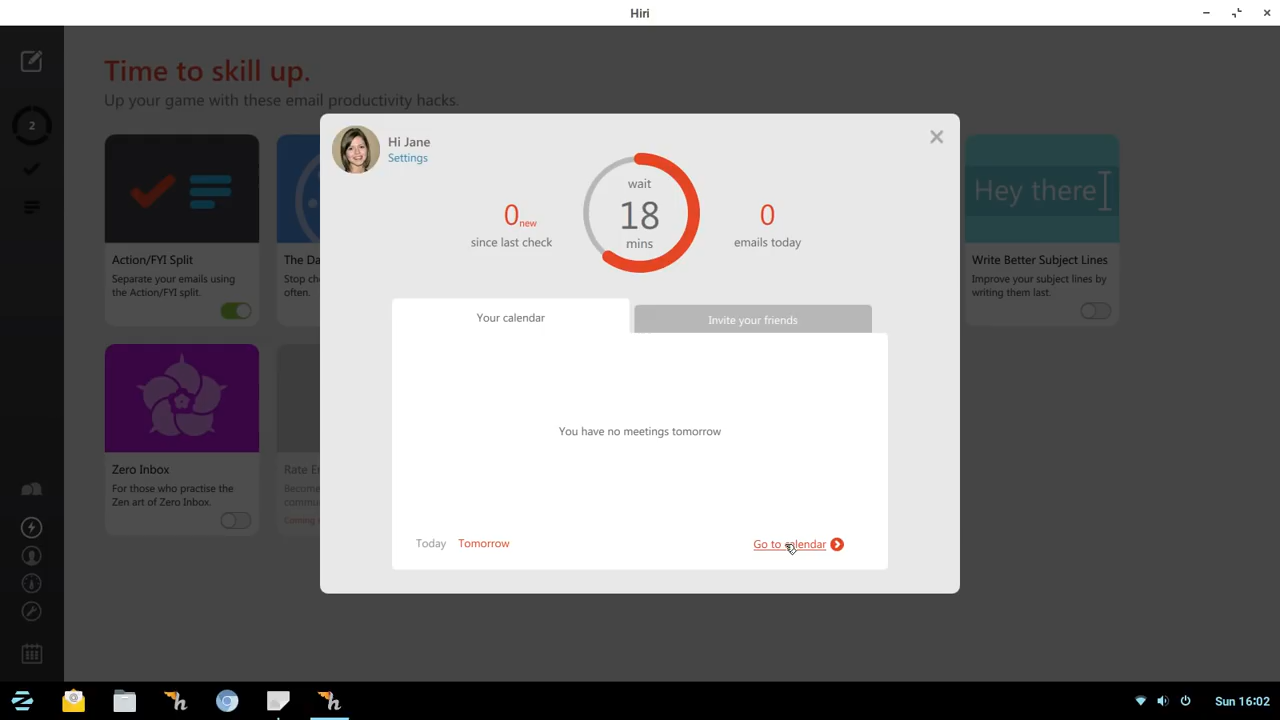 Hiri
Time to skill up.
Up your game with these email productivity hacks.
2
Hi Jane
Settings
wait
18
mins
0 new
since last check
0
emails today
Your calendar
Invite your friends
You have no meetings tomorrow
Today
Tomorrow
Go to calendar
Action/FYI Split
Separate your emails using
the Action/FYI split.
The Da
Stop ch
often.
Hey there
Write Better Subject Lines
Improve your subject lines by
writing them last.
Zero Inbox
For those who practise the
Zen art of Zero Inbox.
Rate E
Become
commu
Coming
Sun 16:02